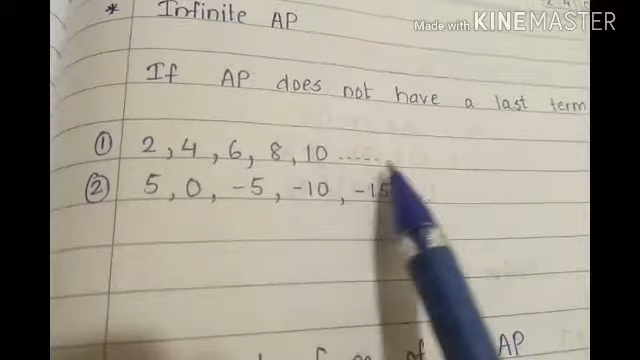 Made with KINEMASTER
* Infinite AP
If AP does not have a last term
① 2, 4, 6, 8, 10 ......
② 5, 0, -5, -10, -15
of AP